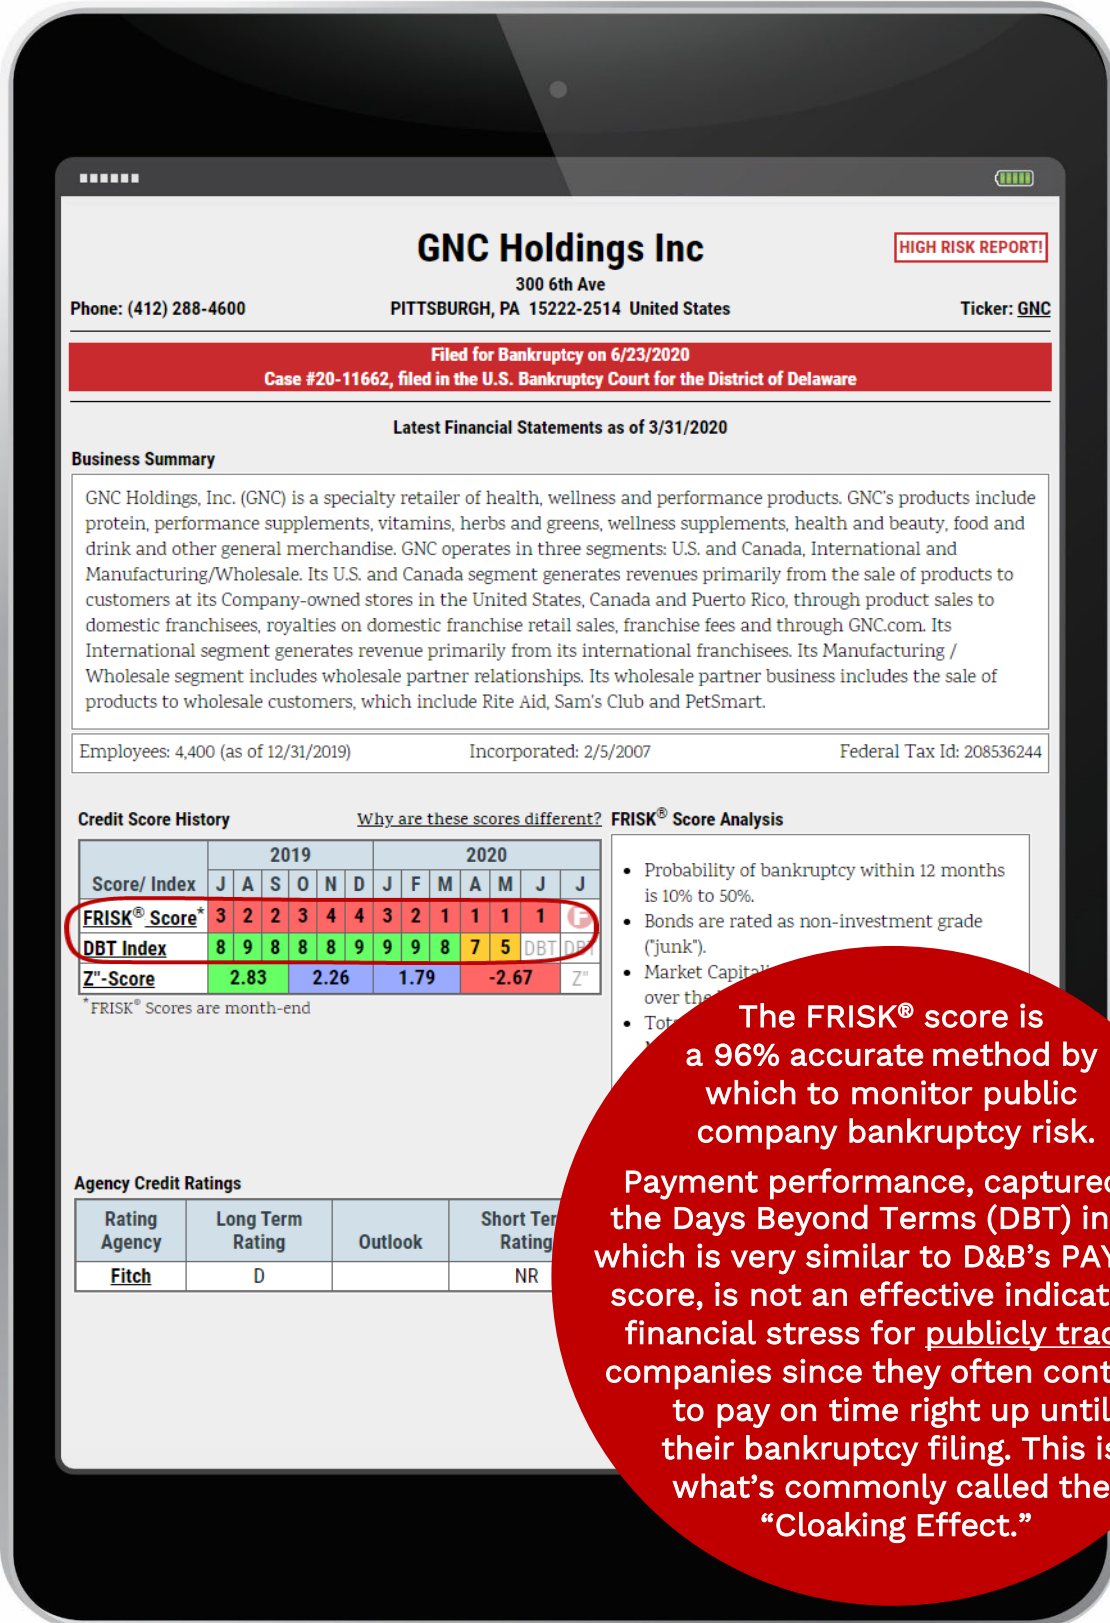 GNC Holdings Inc
HIGH RISK REPORT!
300 6th Ave
Phone: (412) 288-4600
PITTSBURGH, PA 15222-2514 United States
Ticker: GNC
Filed for Bankruptcy on 6/23/2020
Case #20-11662, filed in the U.S. Bankruptcy Court for the District of Delaware
Latest Financial Statements as of 3/31/2020
Business Summary
GNC Holdings, Inc. (GNC) is a specialty retailer of health, wellness and performance products. GNC's products include
protein, performance supplements, vitamins, herbs and greens, wellness supplements, health and beauty, food and
drink and other general merchandise. GNC operates in three segments: U.S. and Canada, International and
Manufacturing/Wholesale. Its U.S. and Canada segment generates revenues primarily from the sale of products to
customers at its Company-owned stores in the United States, Canada and Puerto Rico, through product sales to
domestic franchisees, royalties on domestic franchise retail sales, franchise fees and through GNC.com. Its
International segment generates revenue primarily from its international franchisees. Its Manufacturing /
Wholesale segment includes wholesale partner relationships. Its wholesale partner business includes the sale of
products to wholesale customers, which include Rite Aid, Sam's Club and PetSmart.
Employees: 4,400 (as of 12/31/2019) Incorporated: 2/5/2007 Federal Tax Id: 208536244
Credit Score History Why are these scores different?
2019 2020
Score/ Index J A S O N D J F M A M J J
FRISK® Score* 3 2 2 3 4 4 3 2 1 1 1 1 F
DBT Index 8 9 8 8 8 9 9 9 8 7 5 DBT DBT
Z"-Score 2.83 2.26 1.79 -2.67 Z"
*FRISK® Scores are month-end
FRISK® Score Analysis
• Probability of bankruptcy within 12 months
is 10% to 50%.
• Bonds are rated as non-investment grade
("junk").
• Market
over the
•
Agency Credit Ratings
Rating Agency Long Term Rating Outlook Short Rating
Fitch D NR
The FRISK® score is
a 96% accurate method by
which to monitor public
company bankruptcy risk.
Payment performance, captured
the Days Beyond Terms (DBT)
which is very similar to D&B's
score, is not an effective
financial stress for publicly
companies since they often
to pay on time right up until
their bankruptcy filing. This is
what's commonly called the
“Cloaking Effect.”